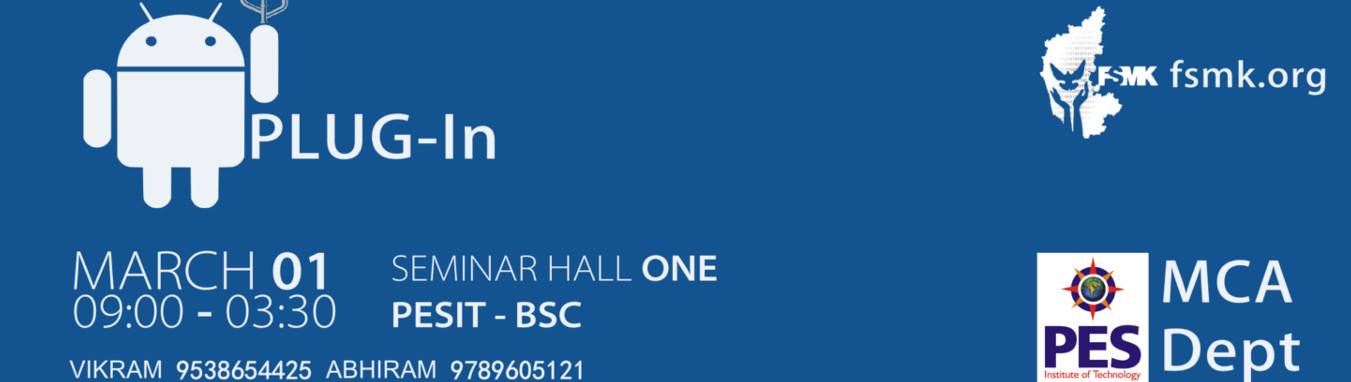 PLUG-In
FSMK fsmk.org
MARCH 01
09:00 - 03:30
SEMINAR HALL ONE
PESIT - BSC
VIKRAM 9538654425 ABHIRAM 9789605121
PES
Institute of Technology
MCA
Dept